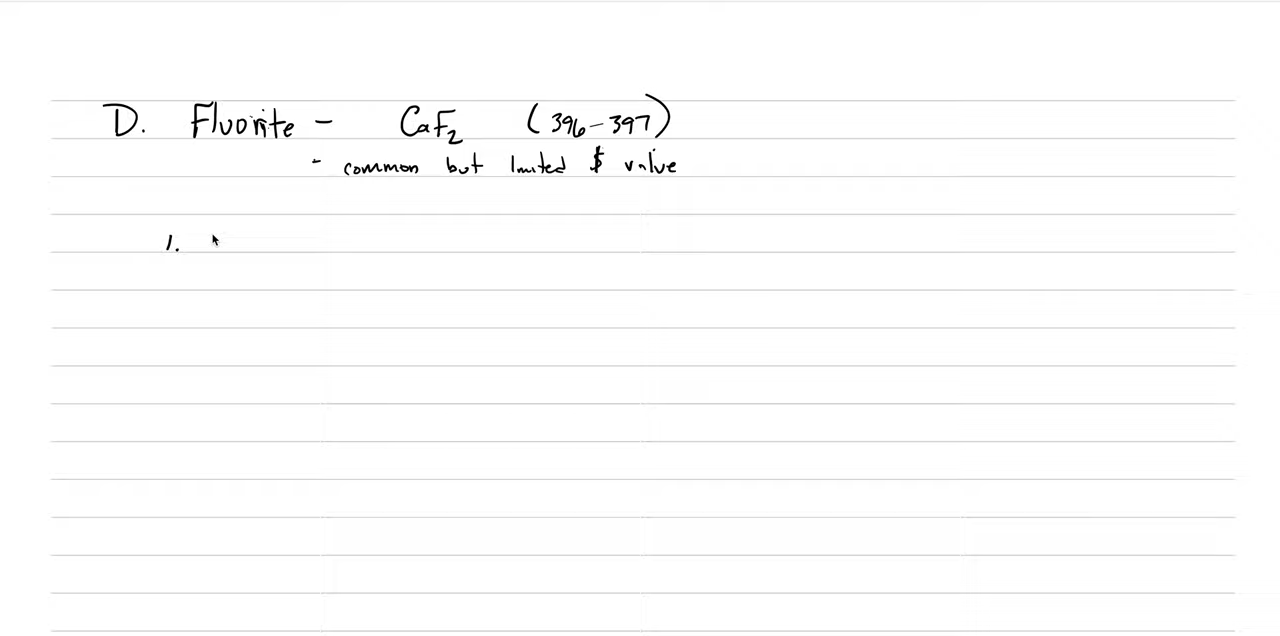 D. Fluorite - CaF₂ (396-397)
- common but limited $ value
1.